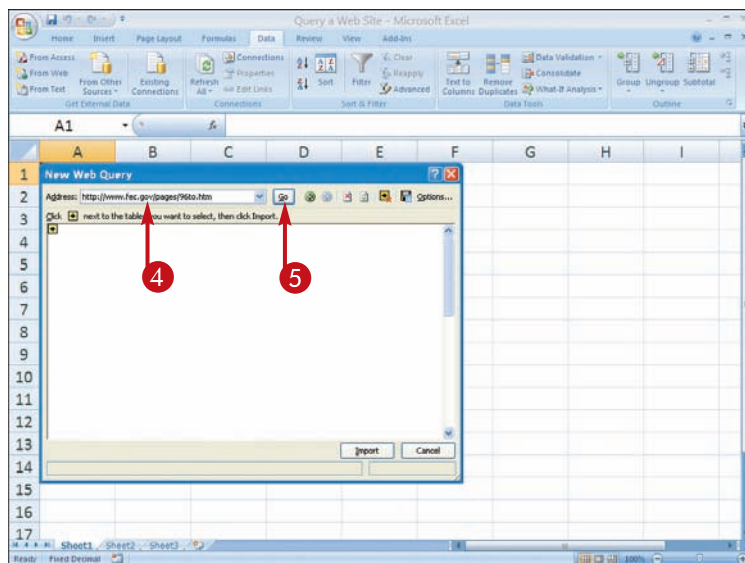 Query a Web Site - Microsoft Excel
Home Insert Page Layout Formulas Data Review View Add-Ins
From Access
From Web
From Text
From Other Sources
Existing Connections
Get External Data
Refresh All
Connections
Properties
Edit Links
Connections
Sort
Filter
Clear
Reapply
Advanced
Sort & Filter
Text to Columns
Remove Duplicates
Data Validation
Consolidate
What-If Analysis
Data Tools
Group
Ungroup
Subtotal
Outline
A1 fx
A B C D E F G H I
1
New Web Query
2
Address: http://www.fec.gov/pages/96to.htm Go Options...
3
Click next to the tables you want to select, then click Import.
4
5
4 5
6
7
8
9
10
11
12
13
Import Cancel
14
15
16
17
Sheet1 Sheet2 Sheet3
Ready Fixed Decimal 100%